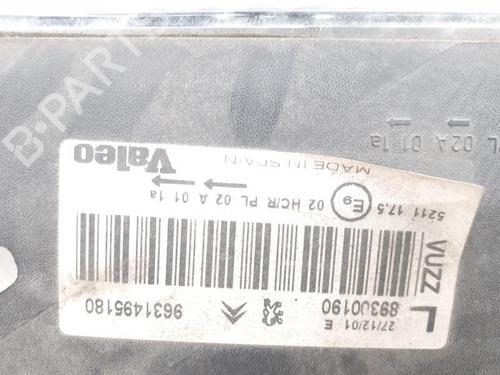 Valeo
MADE IN SPAIN
02 HC/R PL 02 A 01 1a
E9
5211 17.5
VUZZ
L
9631495180
89300190
27/12/01 E
PL 02A 01 1a
B-PARTS